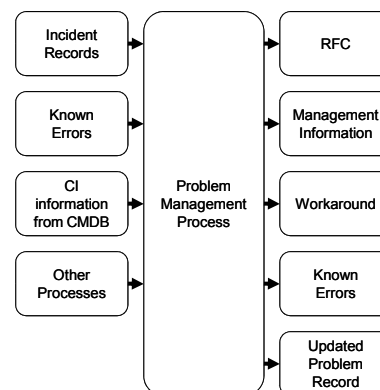 Incident
Records
Known
Errors
CI
information
from CMDB
Other
Processes
Problem
Management
Process
RFC
Management
Information
Workaround
Known
Errors
Updated
Problem
Record